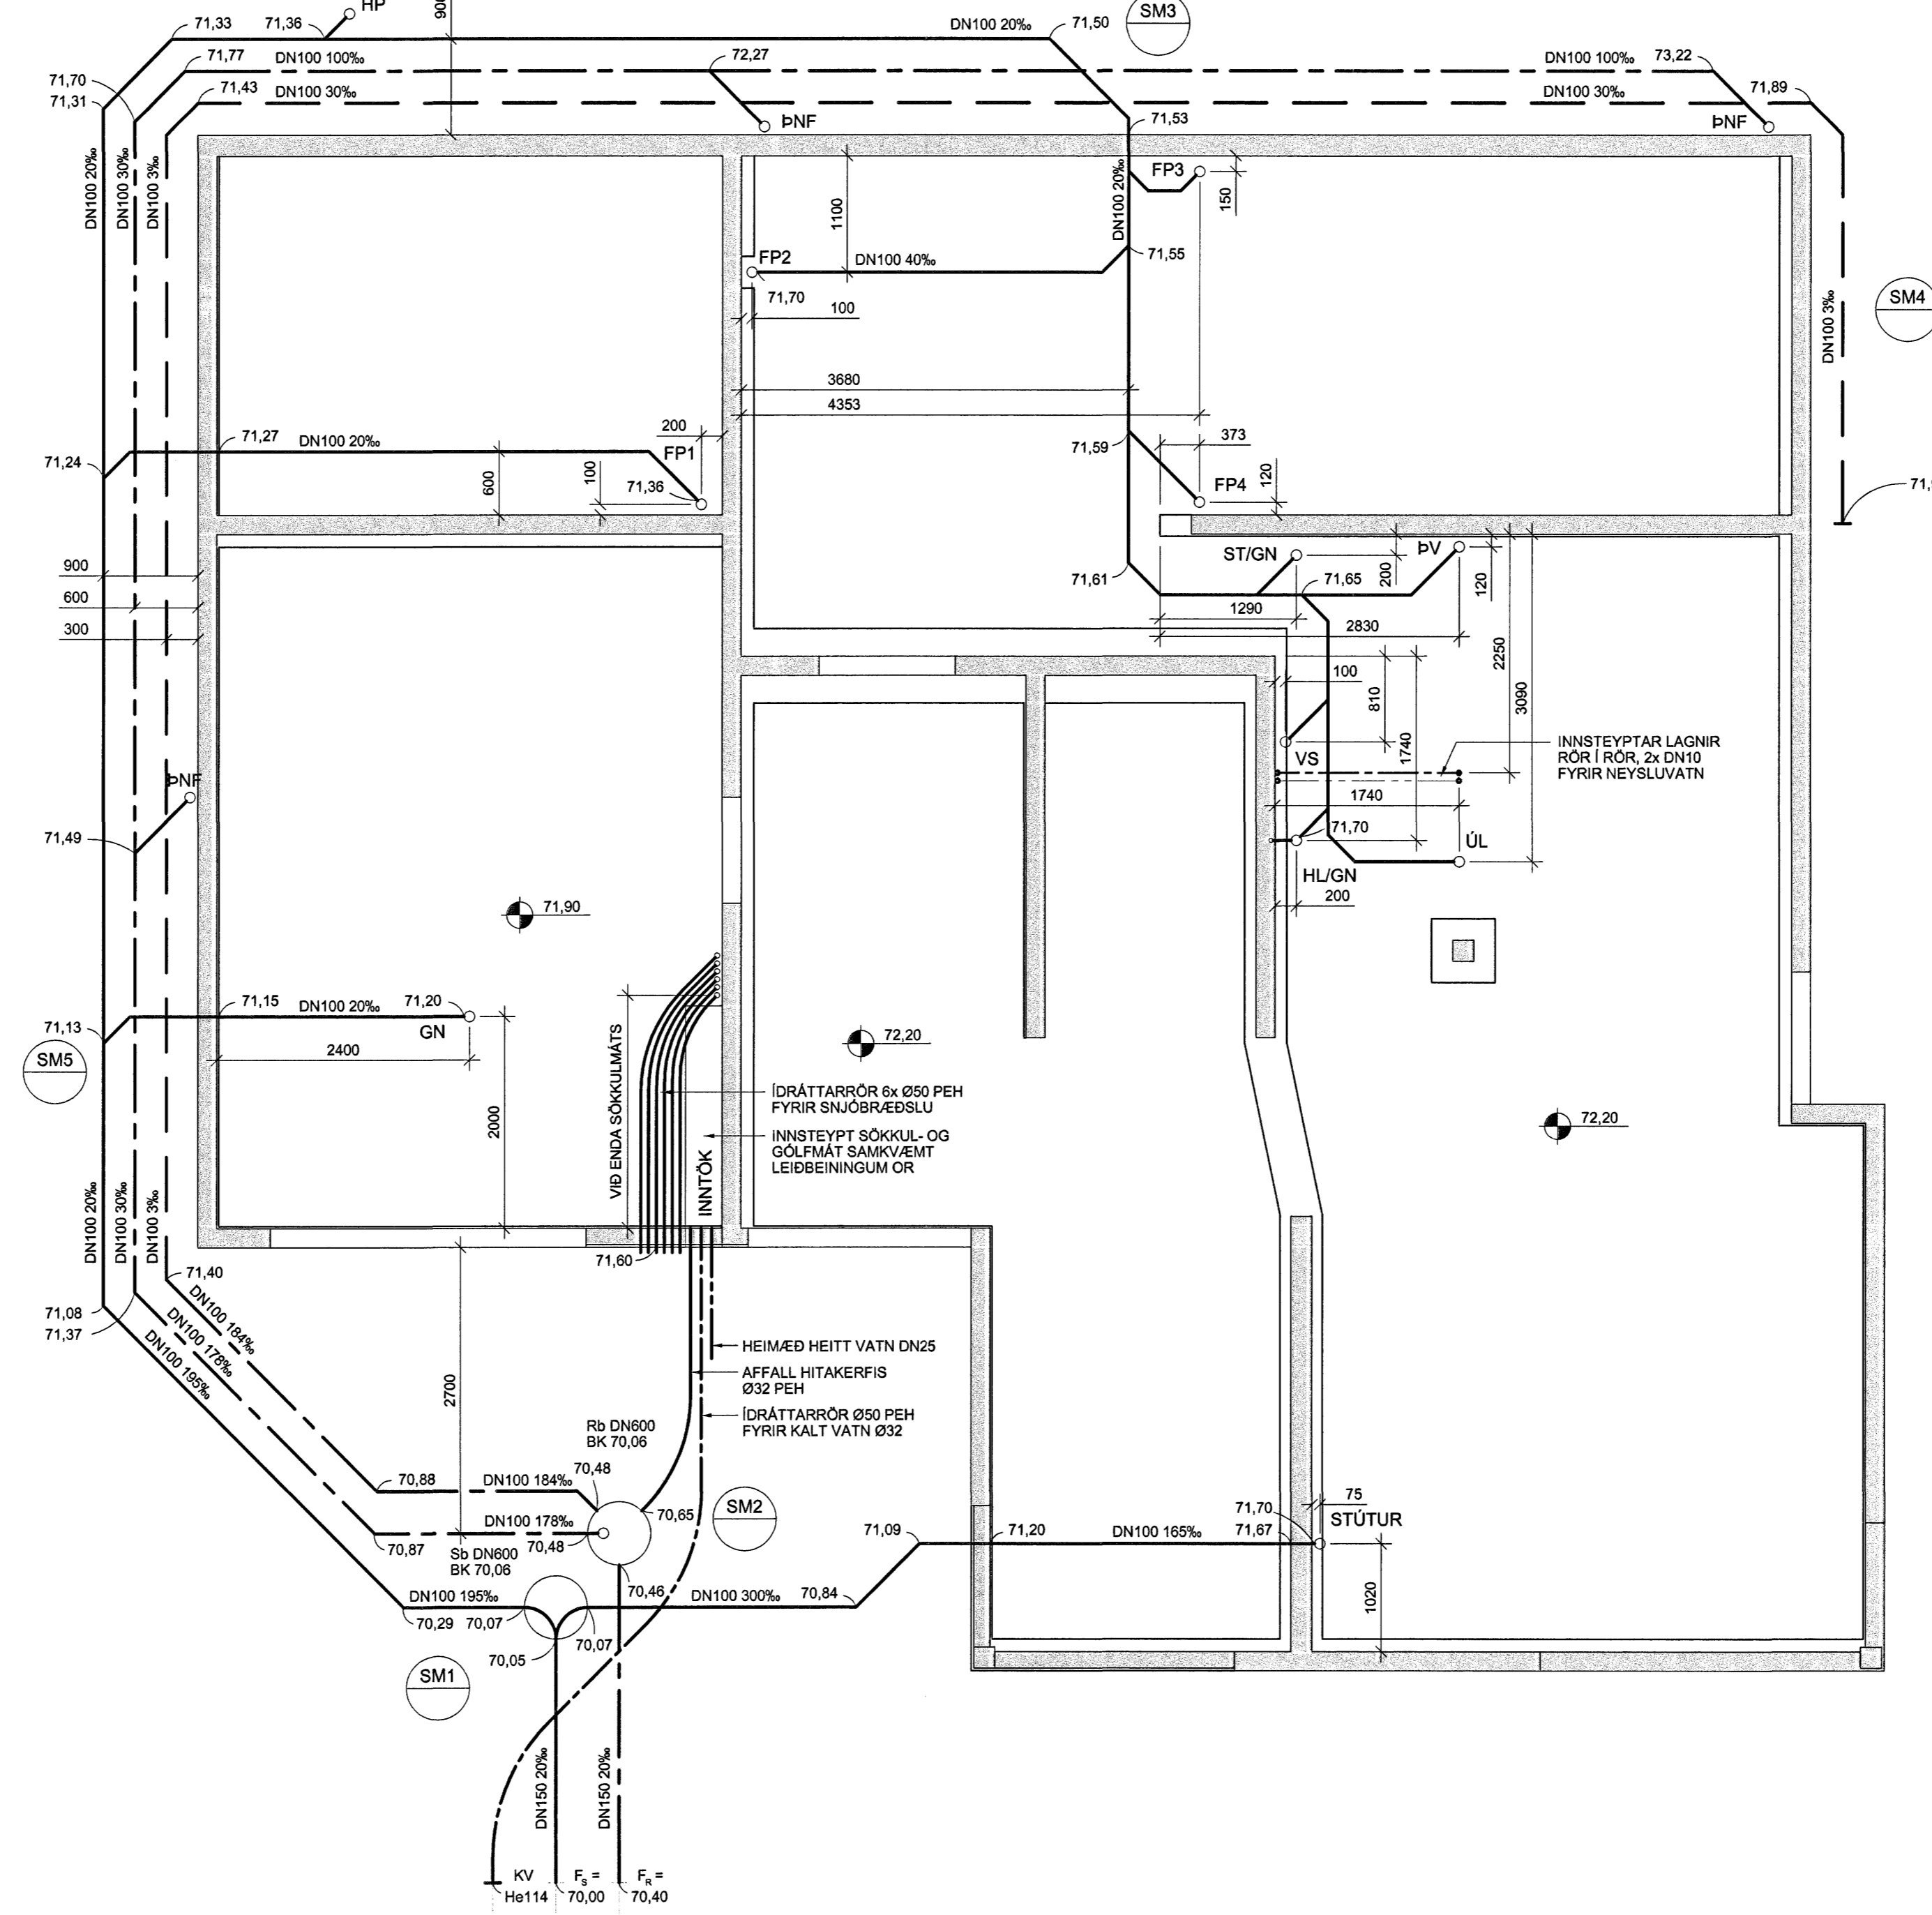 HP
900
SM3
71,33
71,36
DN100 20‰
71,50
71,77
DN100 100‰
72,27
DN100 100‰
73,22
71,70
71,31
71,43
DN100 30‰
DN100 30‰
71,89
ÞNF
71,53
ÞNF
DN100 20‰
DN100 30‰
DN100 3‰
FP3
150
1100
DN100 20‰
FP2
DN100 40‰
71,55
71,70
100
SM4
DN100 3‰
3680
4353
71,27
DN100 20‰
200
FP1
71,59
373
71,24
600
100
71,36
FP4
120
900
600
300
ST/GN
ÞV
200
120
71,61
71,65
1290
2830
2250
3090
100
810
1740
VS
INNSTEYPTAR LAGNIR
RÖR Í RÖR, 2x DN10
FYRIR NEYSLUVATN
ÞNF
1740
71,49
71,70
ÚL
HL/GN
200
71,90
71,15
DN100 20‰
71,20
GN
71,13
SM5
2400
2000
72,20
VIÐ ENDA SÖKKULMÁTS
ÍDRÁTTARRÖR 6x Ø50 PEH
FYRIR SNJÓBRÆÐSLU
INNSTEYPT SÖKKUL- OG
GÓLFMÁT SAMKVÆMT
LEIÐBEININGUM OR
INNTÖK
72,20
DN100 20‰
DN100 30‰
DN100 3‰
71,60
71,40
71,08
71,37
DN100 184‰
DN100 178‰
DN100 195‰
2700
HEIMÆÐ HEITT VATN DN25
AFFALL HITAKERFIS
Ø32 PEH
ÍDRÁTTARRÖR Ø50 PEH
FYRIR KALT VATN Ø32
Rb DN600
BK 70,06
70,88
DN100 184‰
70,48
70,65
SM2
DN100 178‰
70,87
70,48
Sb DN600
BK 70,06
71,09
71,20
DN100 165‰
71,70
71,67
75
STÚTUR
70,46
DN100 195‰
DN100 300‰
70,84
1020
70,29
70,07
70,07
70,05
SM1
DN150 20‰
DN150 20‰
KV
He114
FS =
70,00
FR =
70,40